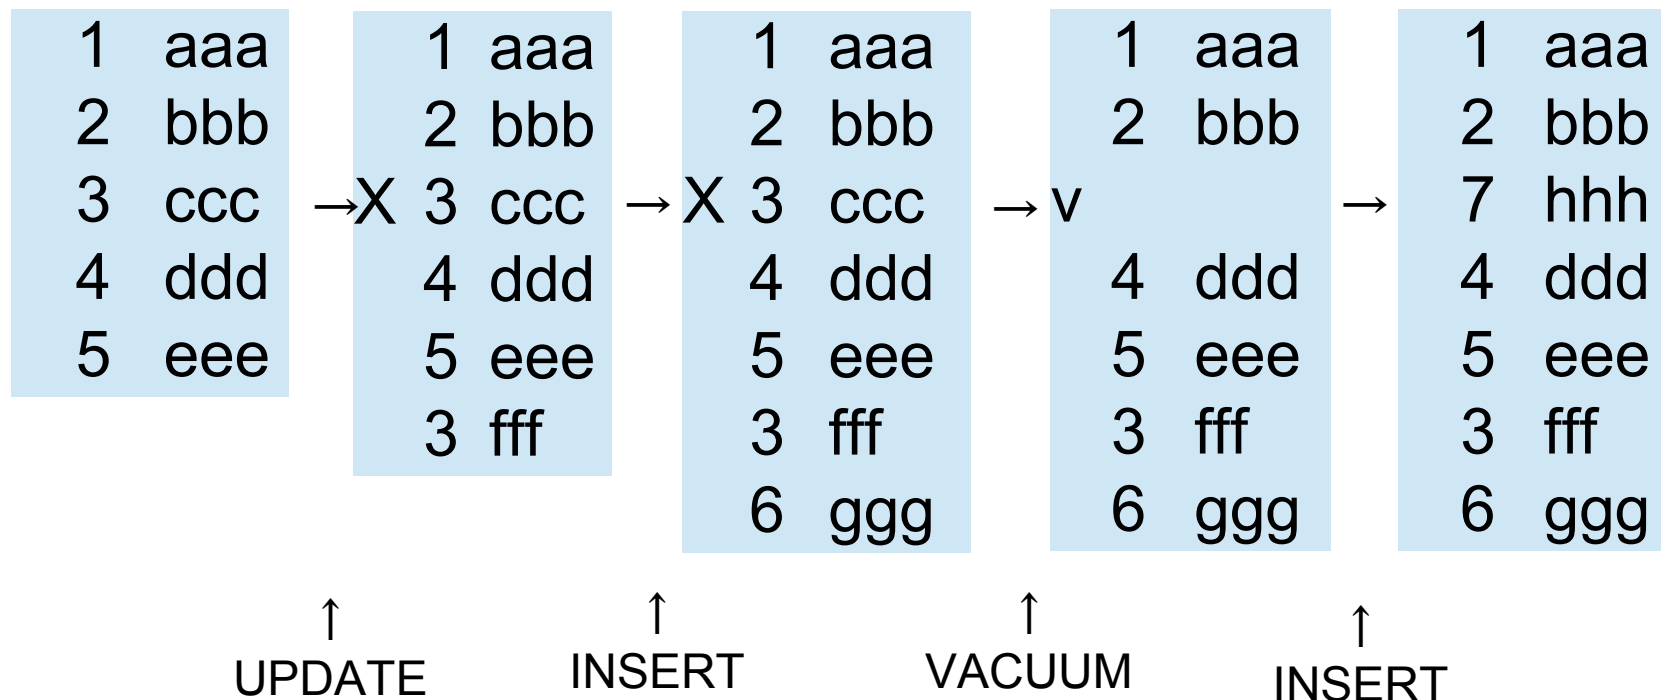 1 aaa 1 aaa 1 aaa 1 aaa 1 aaa
2 bbb 2 bbb 2 bbb 2 bbb 2 bbb
3 ccc →X 3 ccc →X 3 ccc →v → 7 hhh
4 ddd 4 ddd 4 ddd 4 ddd 4 ddd
5 eee 5 eee 5 eee 5 eee 5 eee
3 fff 3 fff 3 fff 3 fff
6 ggg 6 ggg 6 ggg
↑ ↑ ↑ ↑
UPDATE INSERT VACUUM INSERT